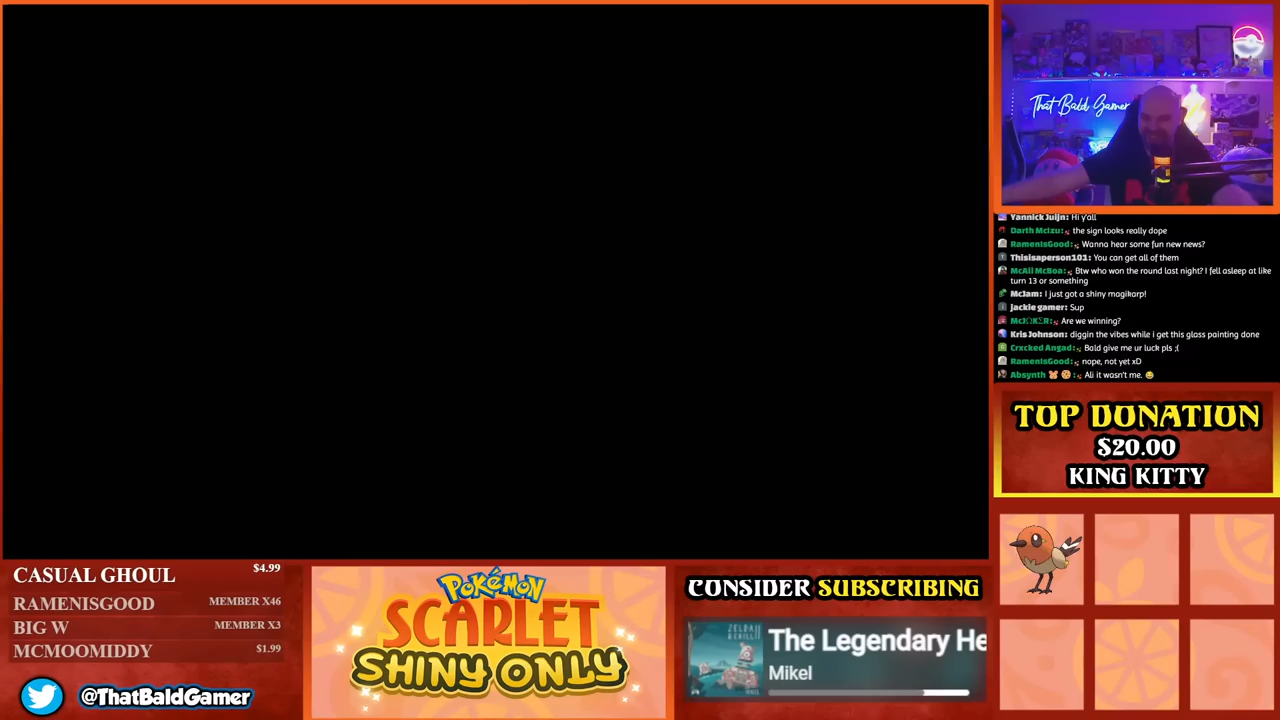 That Bald Gamer
Yannick Juijn: Hi y'all
Darth McIzu: the sign looks really dope
RamenIsGood: Wanna hear some fun new news?
Thisisaperson101: You can get all of them
McAli McBoa: Btw who won the round last night? I fell asleep at like
turn 13 or something
McJam: I just got a shiny magikarp!
Jackie gamer: Sup
Are we winning?
Kris Johnson: diggin the vibes while i get this glass painting done
Crxcked Angad: Bald give me ur luck pls ;(
RamenIsGood: nope, not yet xD
Absynth 🐹 🍪 : Ali it wasn't me. 😂
TOP DONATION
$20.00
KING KITTY
CASUAL GHOUL $4.99
RAMENISGOOD MEMBER X46
BIG W MEMBER X3
MCMOOMIDDY $1.99
@ThatBaldGamer
POKéMON
SCARLET
SHINY ONLY
CONSIDER SUBSCRIBING
ZELDA
& CHILL II
The Legendary He
Mikel